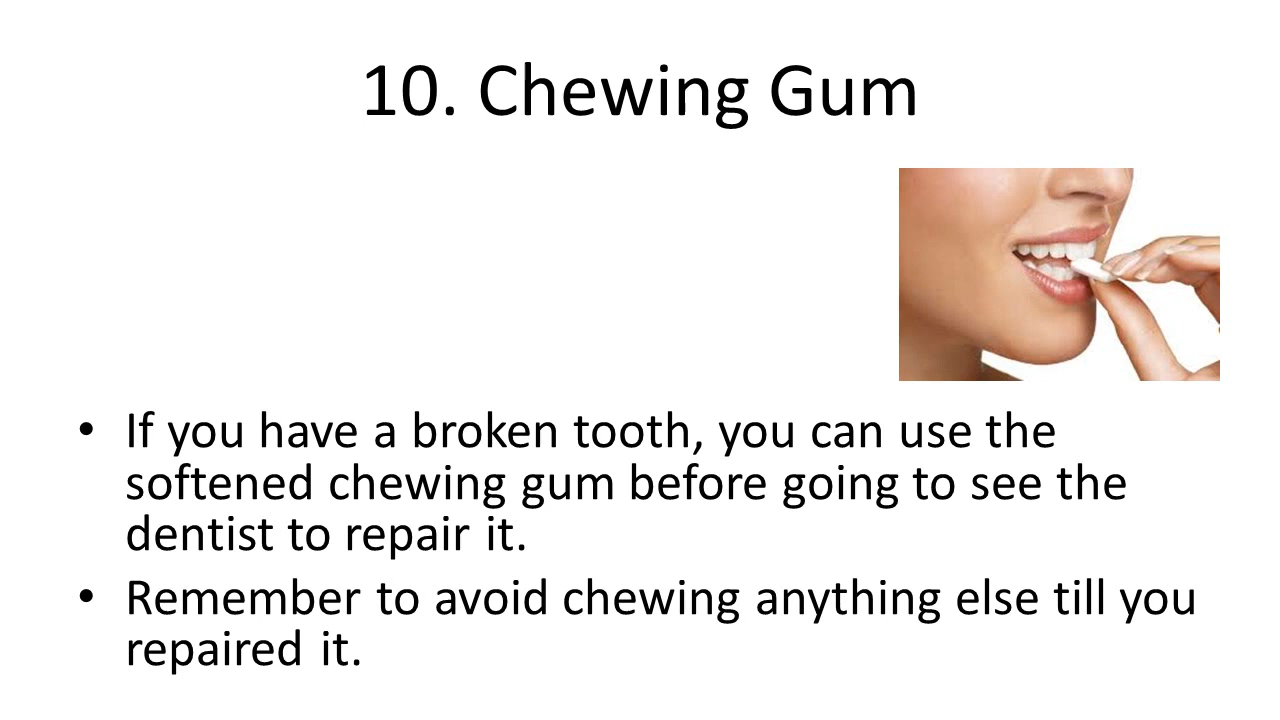 10. Chewing Gum
• If you have a broken tooth, you can use the
softened chewing gum before going to see the
dentist to repair it.
• Remember to avoid chewing anything else till you
repaired it.